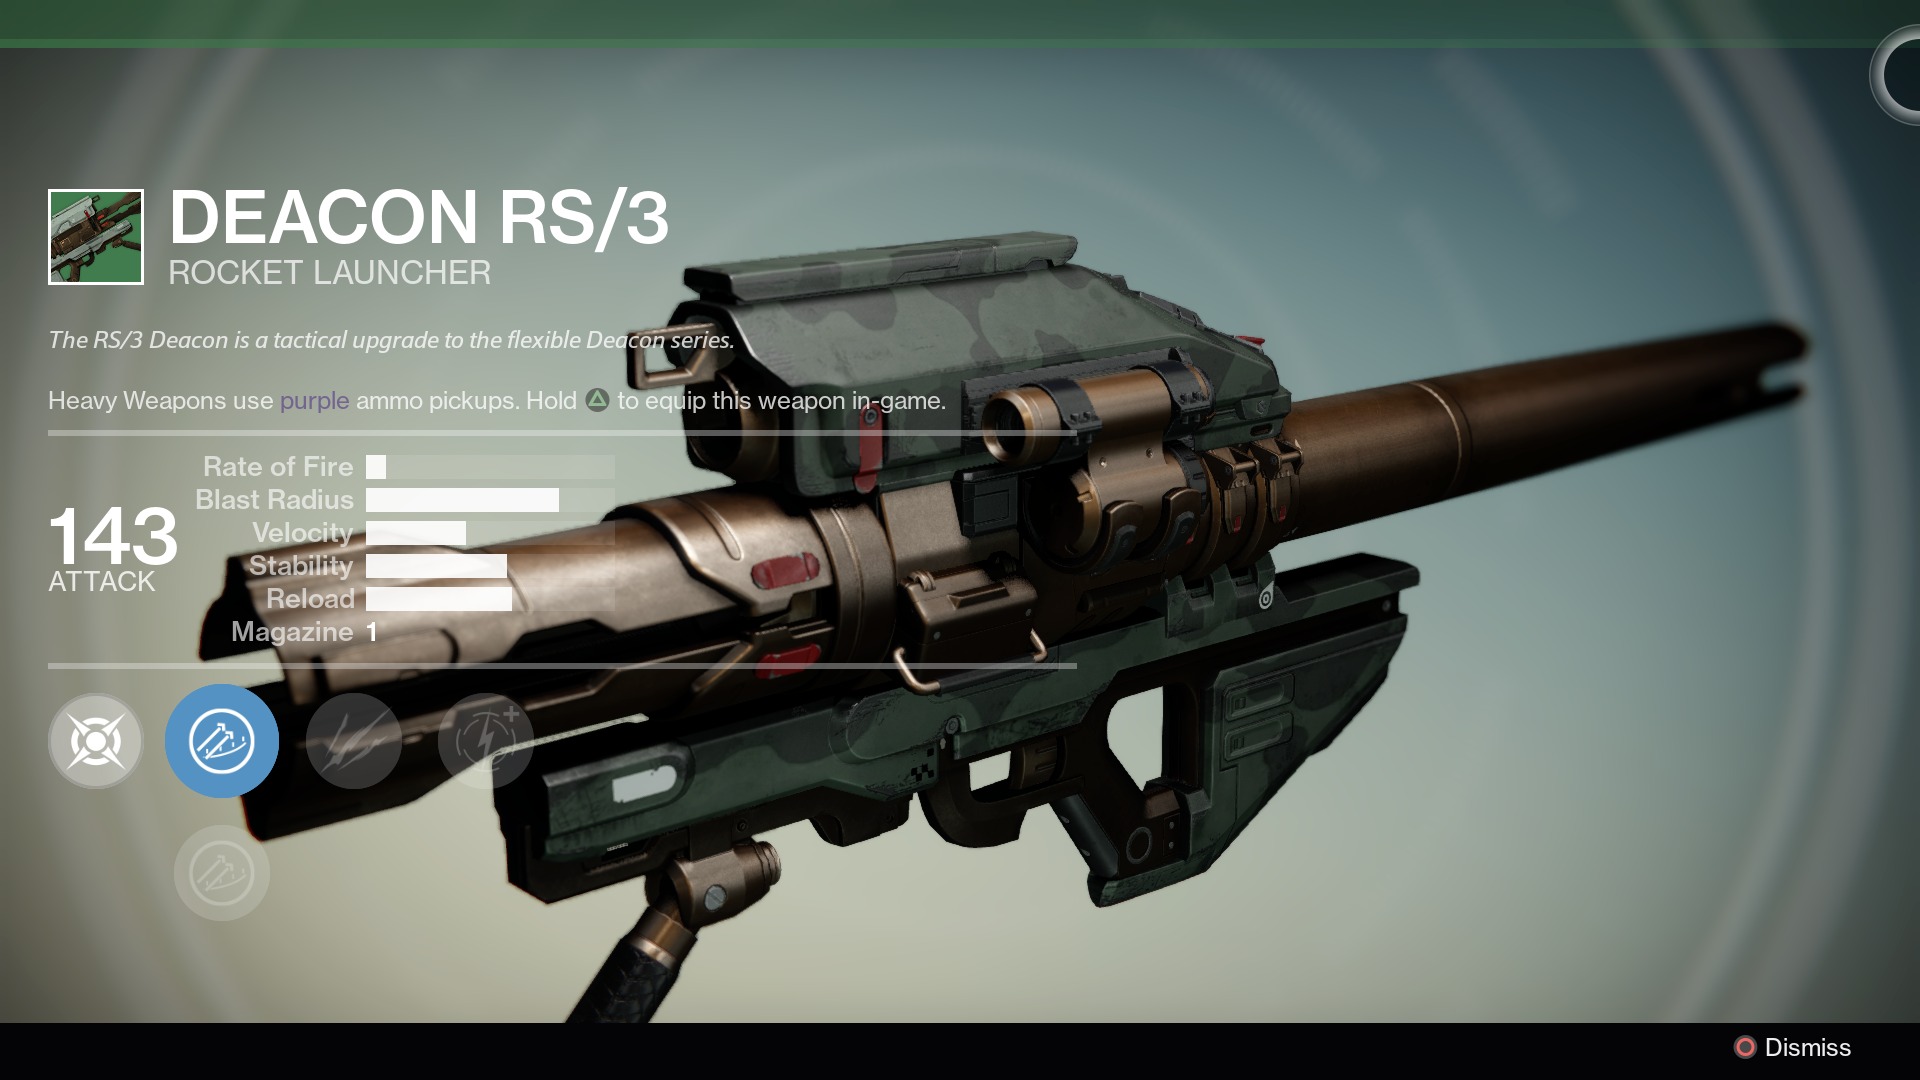 DEACON RS/3
ROCKET LAUNCHER
The RS/3 Deacon is a tactical upgrade to the flexible Deacon series.
Heavy Weapons use purple ammo pickups. Hold to equip this weapon in-game.
143
ATTACK
Rate of Fire
Blast Radius
Velocity
Stability
Reload
Magazine 1
Dismiss